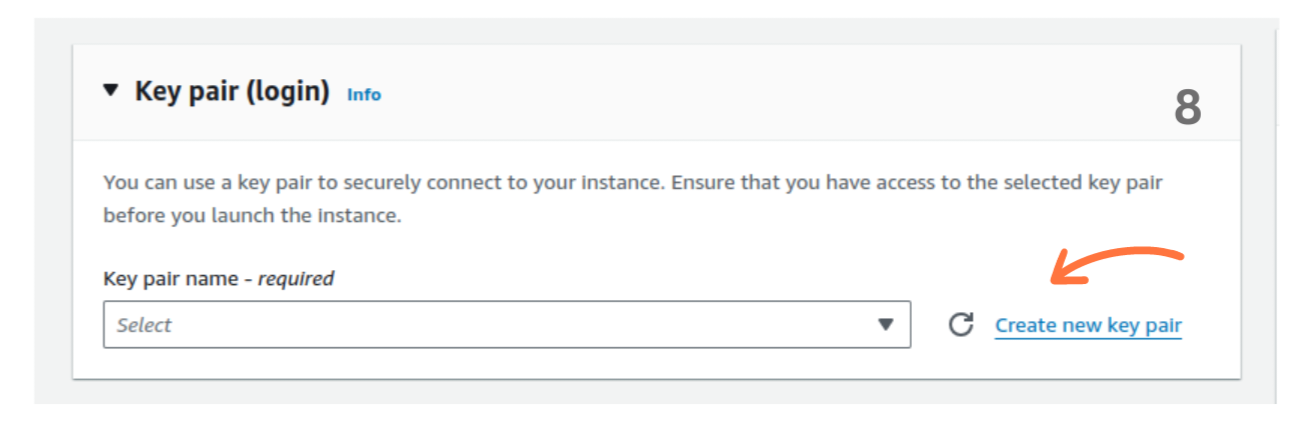 Key pair (login) Info
8
You can use a key pair to securely connect to your instance. Ensure that you have access to the selected key pair
before you launch the instance.
Key pair name - required
Select
Create new key pair